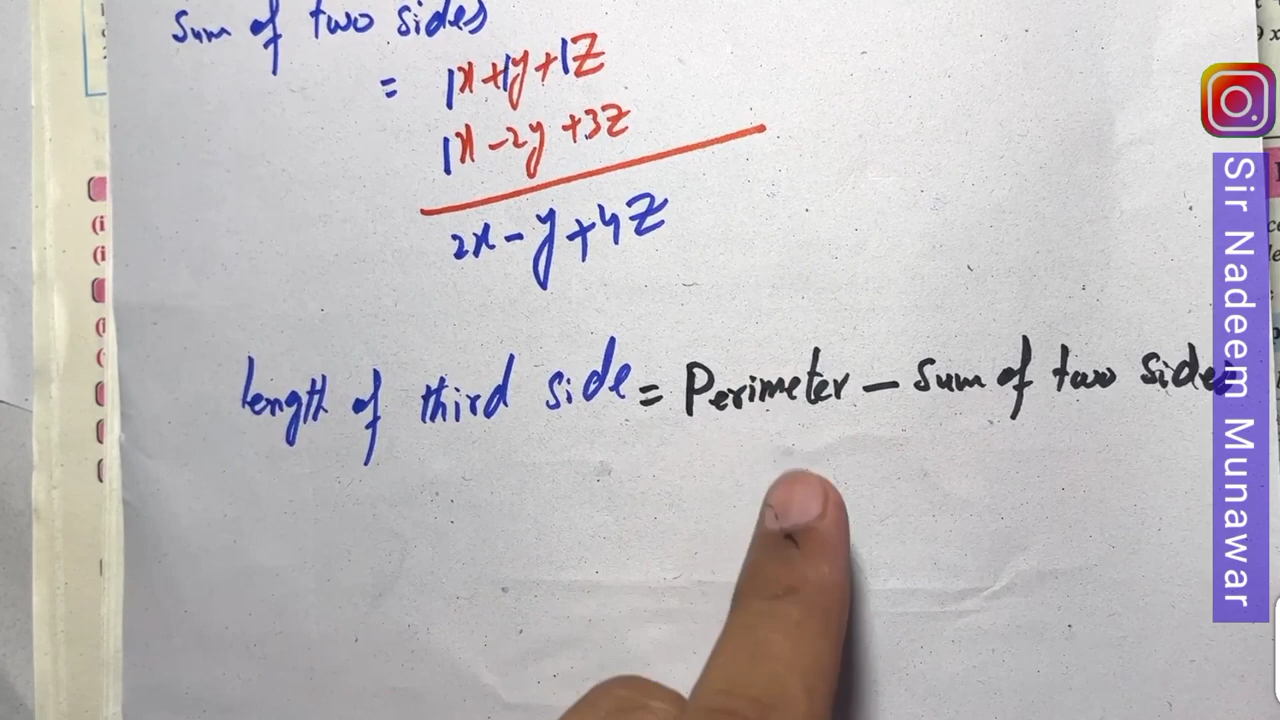 Sum of two sides
= 1x+1y+1z
1x-2y+3z
2x-y+4z
length of third side = Perimeter - Sum of two sides
Sir Nadeem Munawar